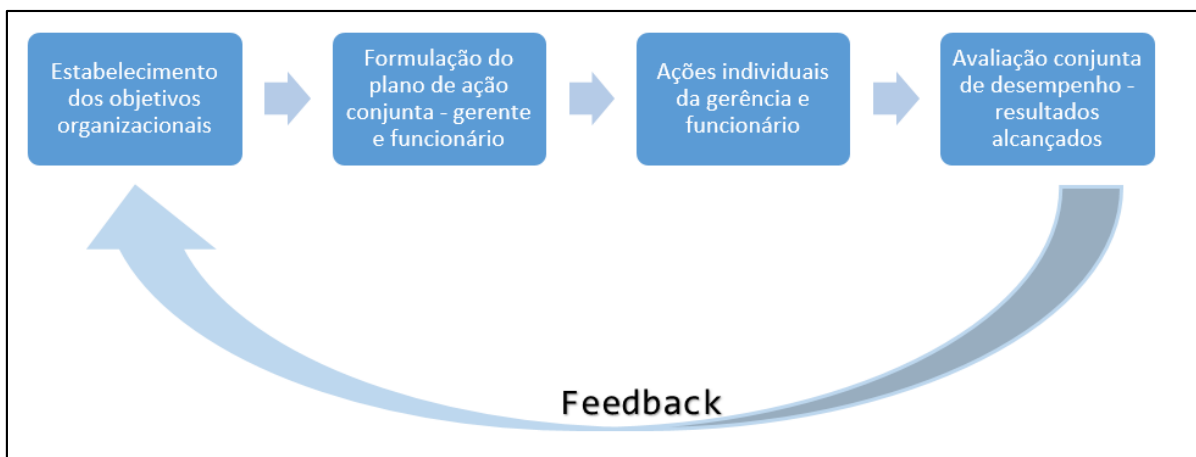 Estabelecimento
dos objetivos
organizacionais
Formulação do
plano de ação
conjunta - gerente
e funcionário
Ações individuais
da gerência e
funcionário
Avaliação conjunta
de desempenho -
resultados
alcançados
Feedback